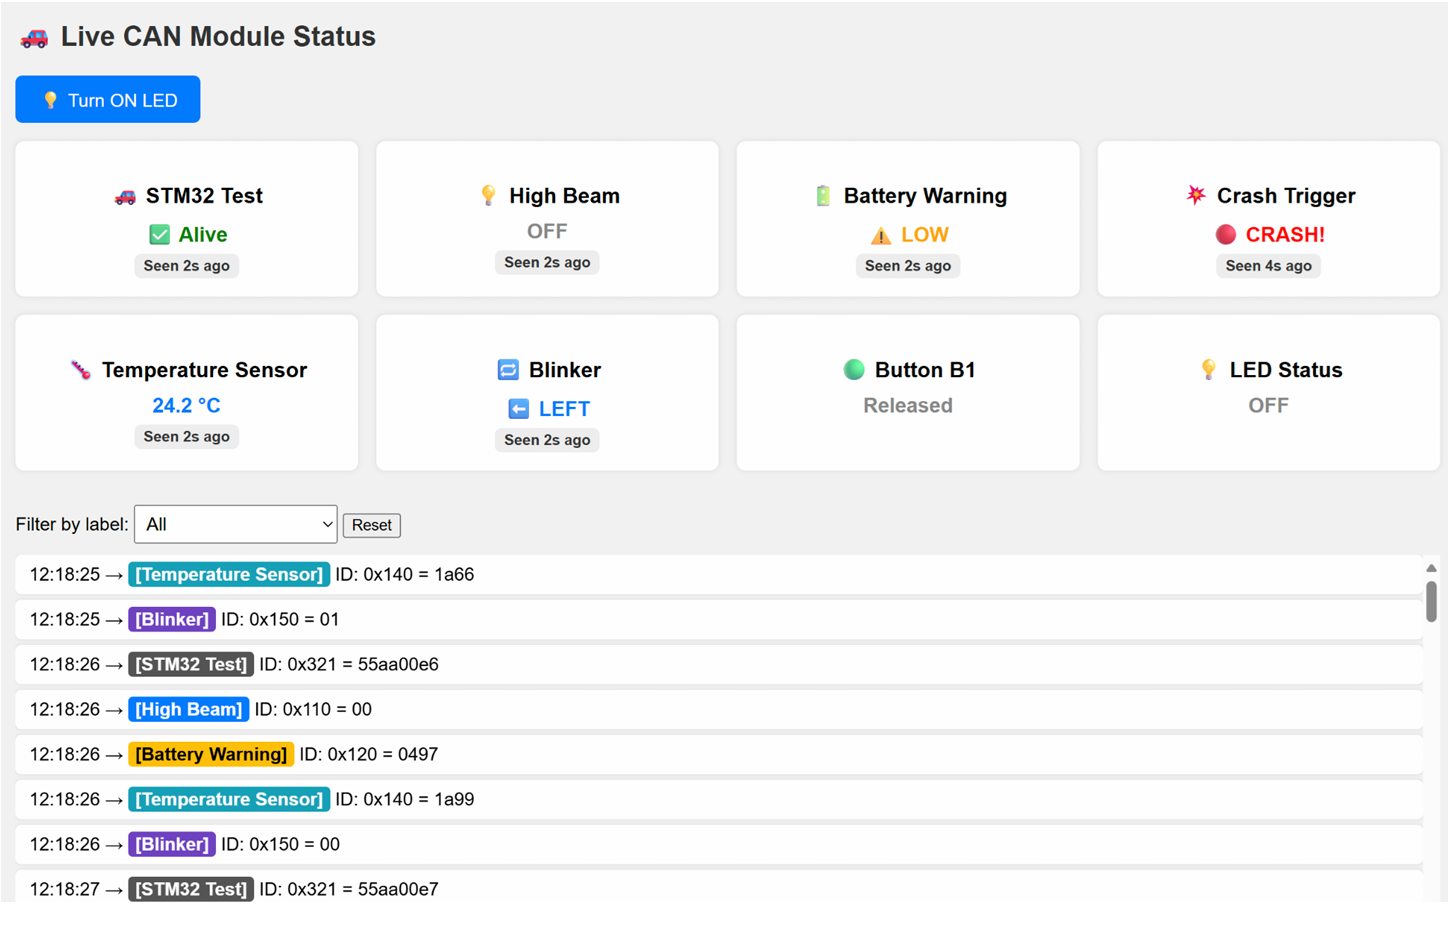 Live CAN Module Status
Turn ON LED
STM32 Test
Alive
Seen 2s ago
High Beam
OFF
Seen 2s ago
Battery Warning
LOW
Seen 2s ago
Crash Trigger
CRASH!
Seen 4s ago
Temperature Sensor
24.2 °C
Seen 2s ago
Blinker
LEFT
Seen 2s ago
Button B1
Released
LED Status
OFF
Filter by label: All Reset
12:18:25 → [Temperature Sensor] ID: 0x140 = 1a66
12:18:25 → [Blinker] ID: 0x150 = 01
12:18:26 → [STM32 Test] ID: 0x321 = 55aa00e6
12:18:26 → [High Beam] ID: 0x110 = 00
12:18:26 → [Battery Warning] ID: 0x120 = 0497
12:18:26 → [Temperature Sensor] ID: 0x140 = 1a99
12:18:26 → [Blinker] ID: 0x150 = 00
12:18:27 → [STM32 Test] ID: 0x321 = 55aa00e7